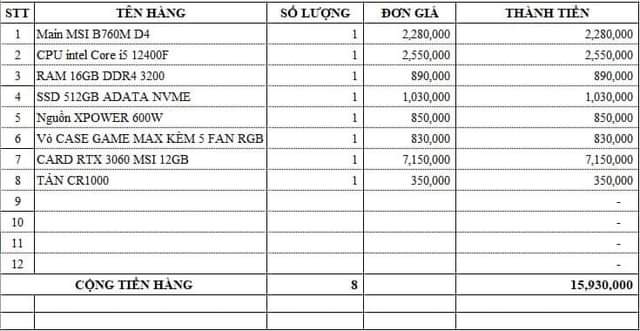 STT TÊN HÀNG SỐ LƯỢNG ĐƠN GIÁ THÀNH TIỀN
1 Main MSI B760M D4 1 2,280,000 2,280,000
2 CPU intel Core i5 12400F 1 2,550,000 2,550,000
3 RAM 16GB DDR4 3200 1 890,000 890,000
4 SSD 512GB ADATA NVME 1 1,030,000 1,030,000
5 Nguồn XPOWER 600W 1 850,000 850,000
6 Vỏ CASE GAME MAX KÈM 5 FAN RGB 1 830,000 830,000
7 CARD RTX 3060 MSI 12GB 1 7,150,000 7,150,000
8 TẢN CR1000 1 350,000 350,000
9 -
10 -
11 -
12 -
CỘNG TIỀN HÀNG 8 15,930,000